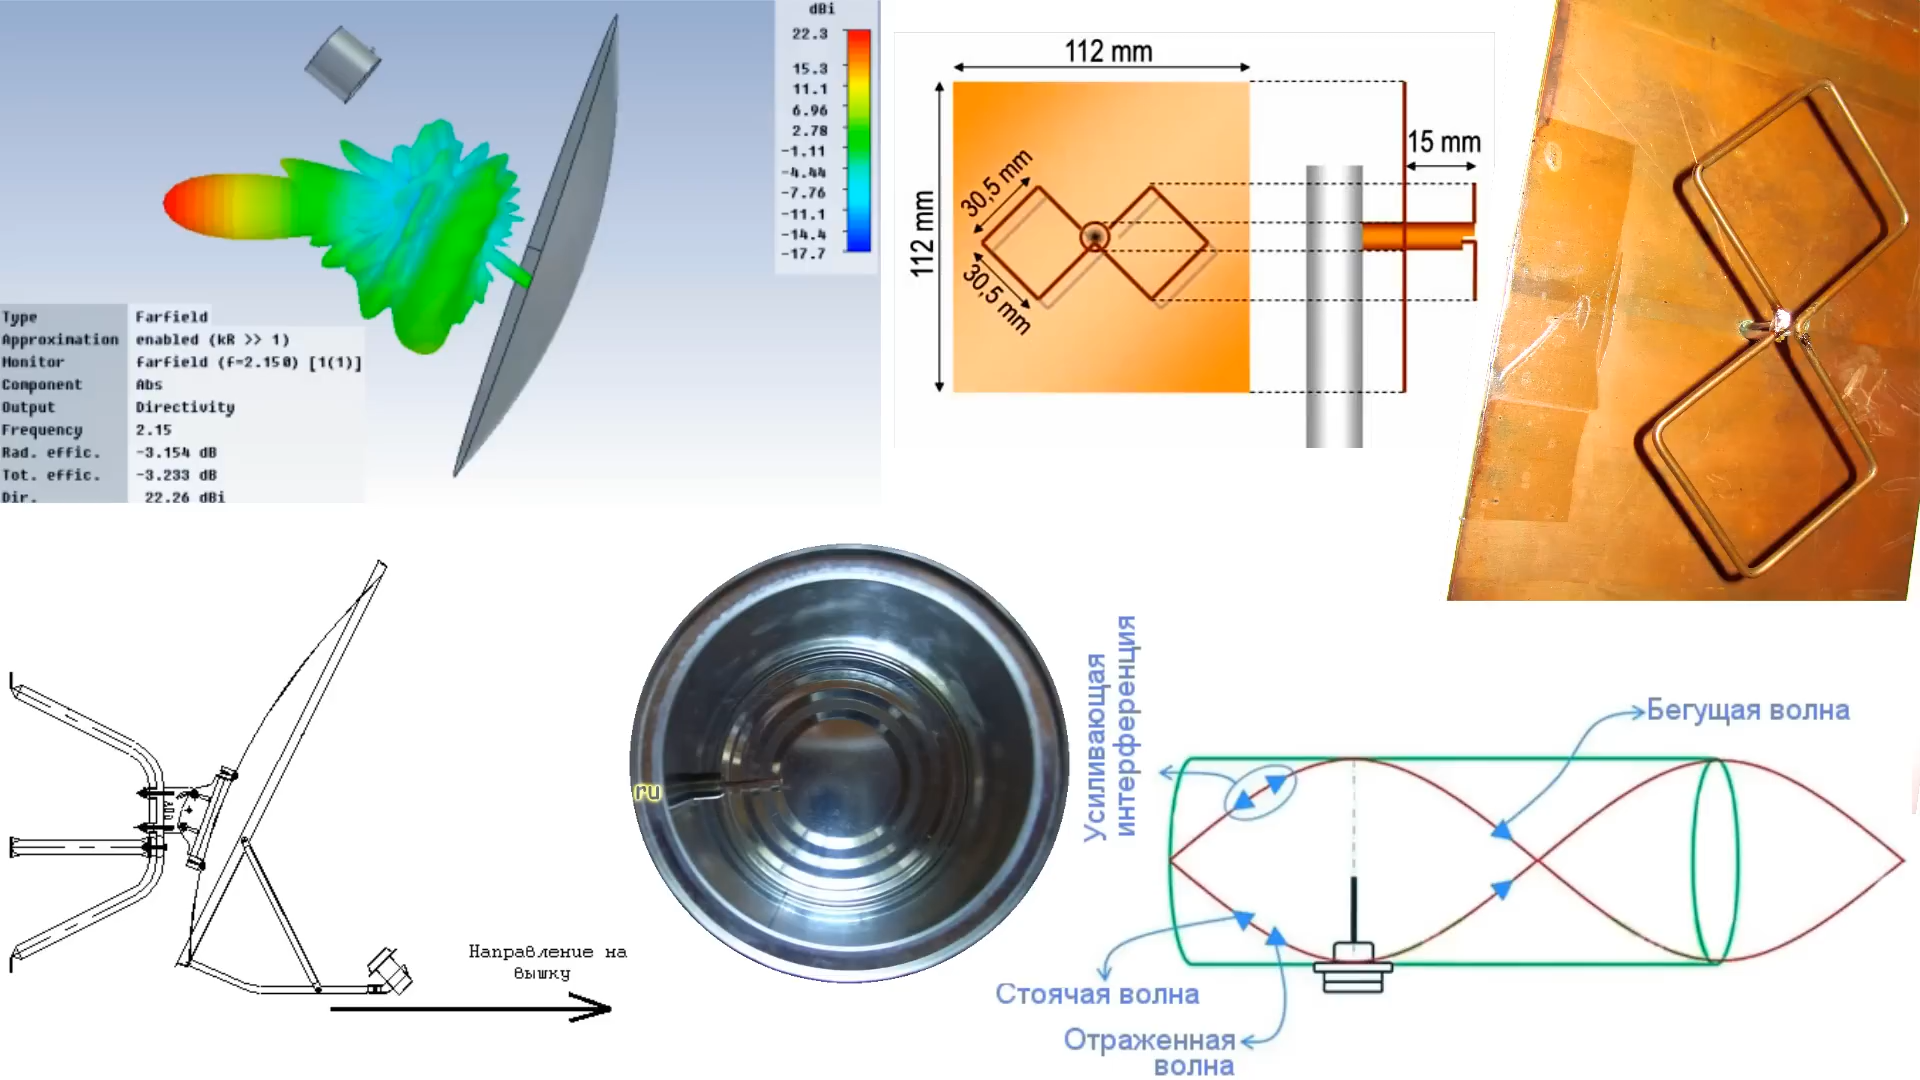 dBi
22.3
15.3
11.1
6.96
2.78
-1.11
-4.44
-7.76
-11.1
-14.4
-17.7
Type Farfield
Approximation enabled (kR >> 1)
Monitor farfield (f=2.150) [1(1)]
Component Abs
Output Directivity
Frequency 2.15
Rad. effic. -3.154 dB
Tot. effic. -3.233 dB
Dir. 22.26 dBi
112 mm
112 mm
30,5 mm
30,5 mm
15 mm
Направление на
вышку
ru
Усиливающая
интерференция
Бегущая волна
Стоячая волна
Отраженная
волна